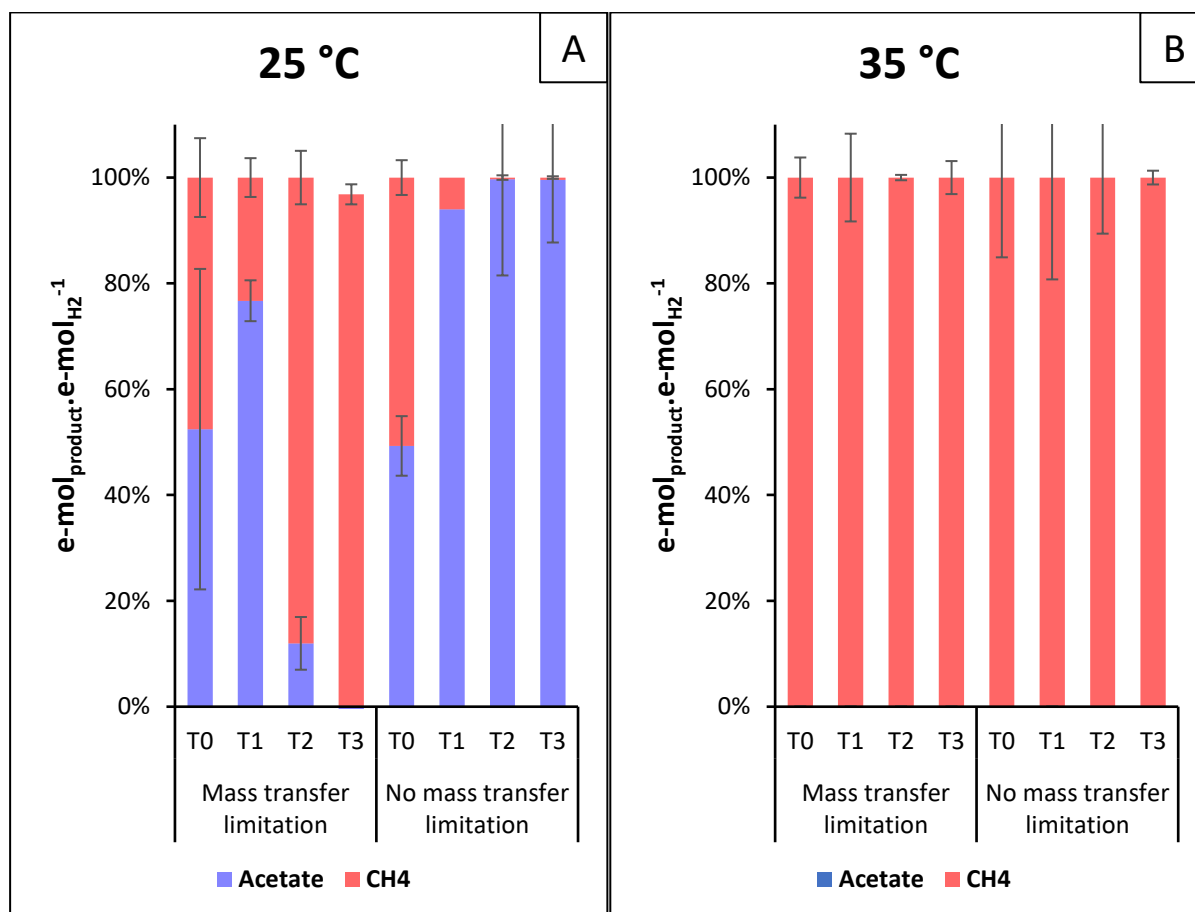 25 °C
A
e-molproduct.e-molH2-1
100%
80%
60%
40%
20%
0%
T0 T1 T2 T3 T0 T1 T2 T3
Mass transfer limitation
No mass transfer limitation
Acetate CH4
35 °C
B
e-molproduct.e-molH2-1
100%
80%
60%
40%
20%
0%
T0 T1 T2 T3 T0 T1 T2 T3
Mass transfer limitation
No mass transfer limitation
Acetate CH4